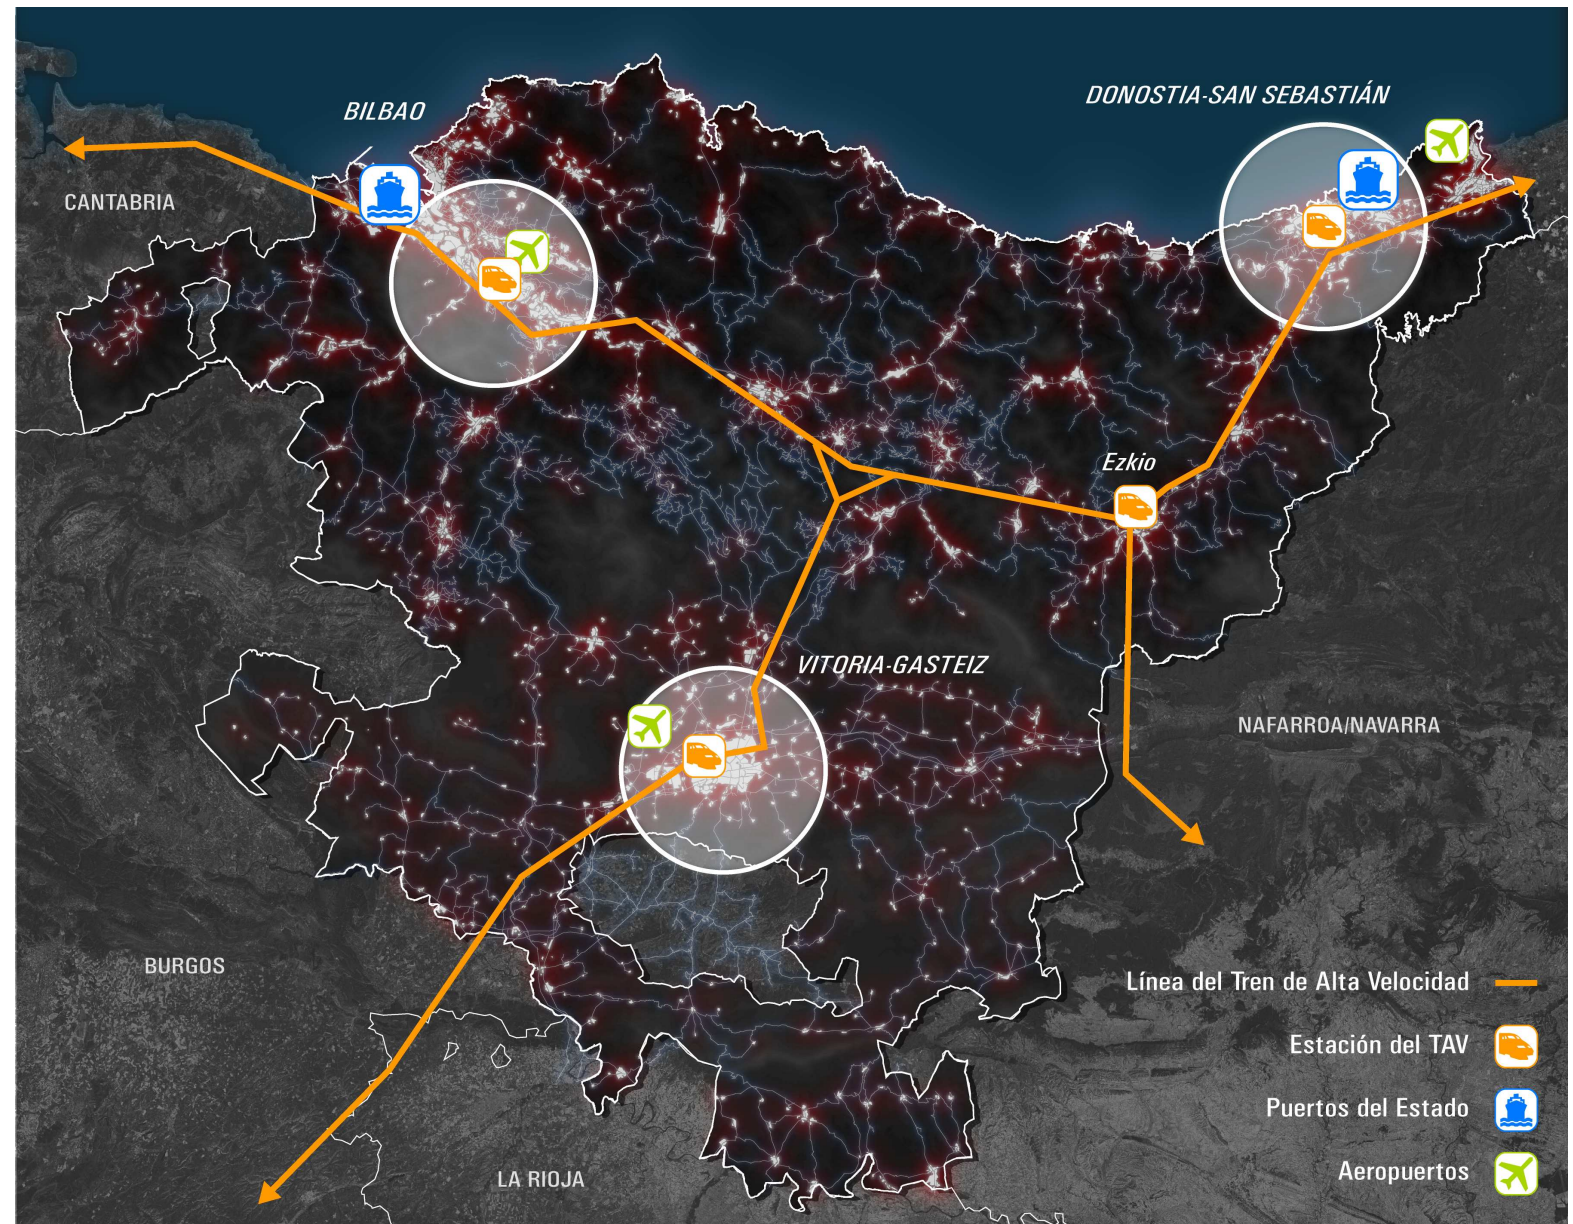 DONOSTIA-SAN SEBASTIÁN
BILBAO
CANTABRIA
Ezkio
VITORIA-GASTEIZ
NAFARROA/NAVARRA
BURGOS
Línea del Tren de Alta Velocidad
Estación del TAV
Puertos del Estado
Aeropuertos
LA RIOJA